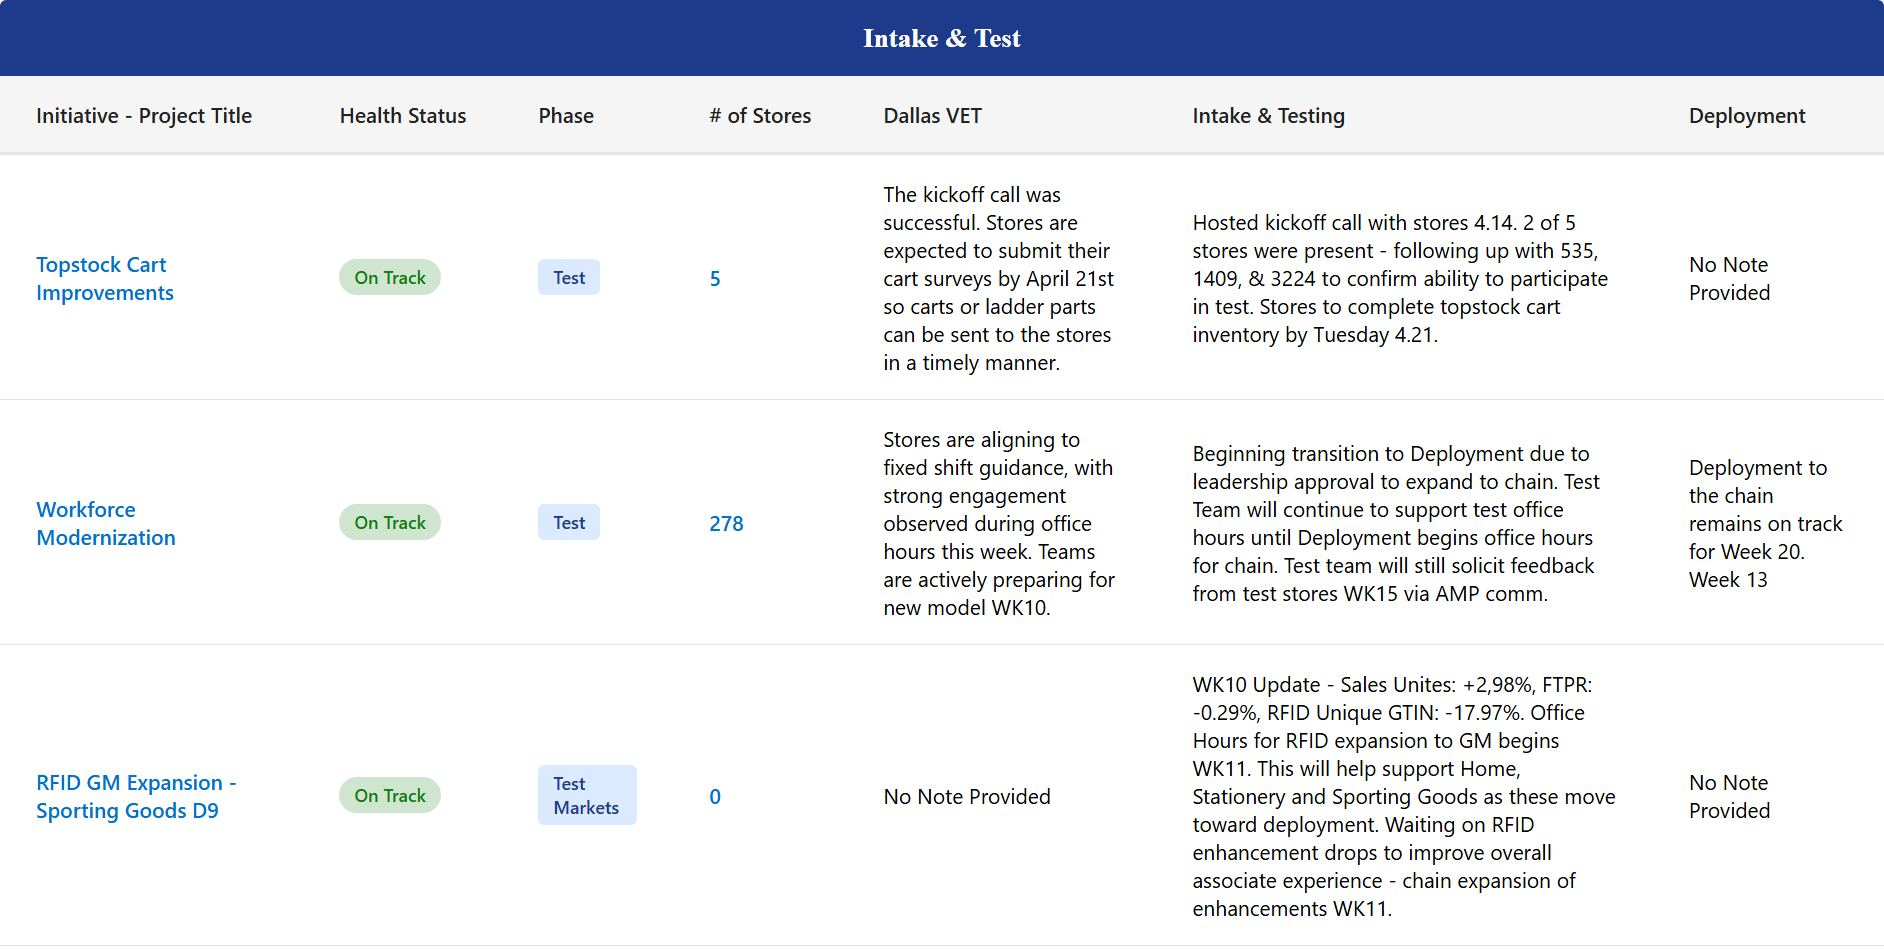 Intake & Test
Initiative - Project Title
Health Status
Phase
# of Stores
Dallas VET
Intake & Testing
Deployment
Topstock Cart
Improvements
On Track
Test
5
The kickoff call was
successful. Stores are
expected to submit their
cart surveys by April 21st
so carts or ladder parts
can be sent to the stores
in a timely manner.
Hosted kickoff call with stores 4.14. 2 of 5
stores were present - following up with 535,
1409, & 3224 to confirm ability to participate
in test. Stores to complete topstock cart
inventory by Tuesday 4.21.
No Note
Provided
Workforce
Modernization
On Track
Test
278
Stores are aligning to
fixed shift guidance, with
strong engagement
observed during office
hours this week. Teams
are actively preparing for
new model WK10.
Beginning transition to Deployment due to
leadership approval to expand to chain. Test
Team will continue to support test office
hours until Deployment begins office hours
for chain. Test team will still solicit feedback
from test stores WK15 via AMP comm.
Deployment to
the chain
remains on track
for Week 20.
Week 13
RFID GM Expansion -
Sporting Goods D9
On Track
Test
Markets
0
No Note Provided
WK10 Update - Sales Unites: +2,98%, FTPR:
-0.29%, RFID Unique GTIN: -17.97%. Office
Hours for RFID expansion to GM begins
WK11. This will help support Home,
Stationery and Sporting Goods as these move
toward deployment. Waiting on RFID
enhancement drops to improve overall
associate experience - chain expansion of
enhancements WK11.
No Note
Provided